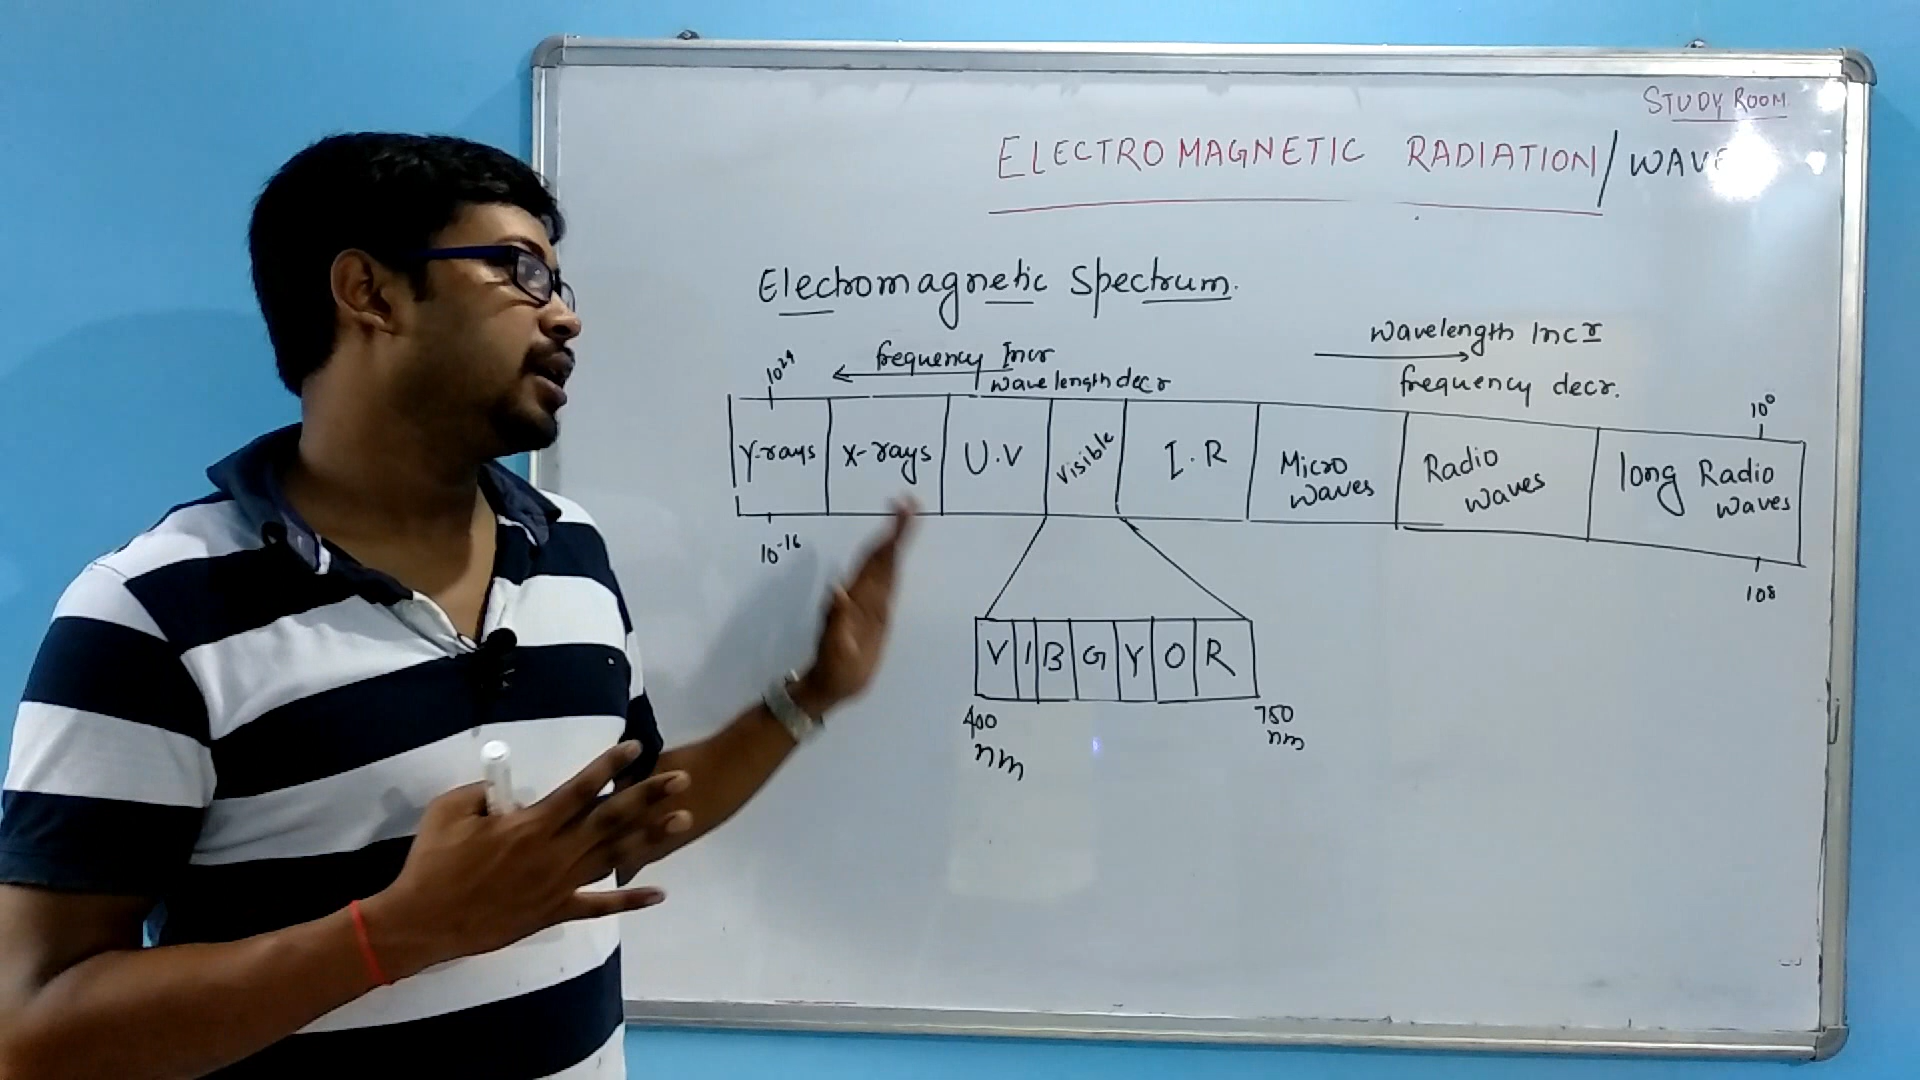 STUDY ROOM
ELECTROMAGNETIC RADIATION/WAVE
Electromagnetic Spectrum.
frequency Incr
wavelength decr
wavelength Incr
frequency decr.
10²⁴
10⁰
γ-rays
X-rays
U.V
Visible
I.R
Micro
waves
Radio
waves
long Radio
waves
10⁻¹⁶
10⁸
V I B G Y O R
400
nm
750
nm